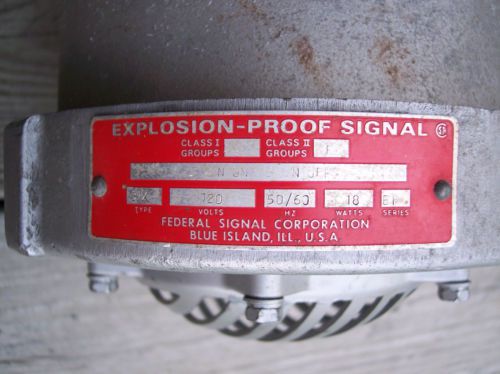 EXPLOSION-PROOF SIGNAL
CLASS I CLASS II
GROUPS GROUPS
120 50/60 18
TYPE VOLTS HZ WATTS SERIES
FEDERAL SIGNAL CORPORATION
BLUE ISLAND, ILL., U.S.A.